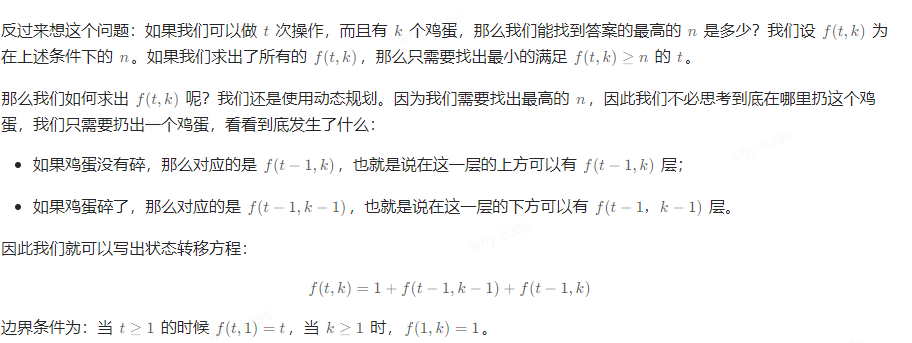 反过来想这个问题：如果我们可以做 t 次操作，而且有 k 个鸡蛋，那么我们能找到答案的最高的 n 是多少？我们设 f(t,k) 为
在上述条件下的 n。如果我们求出了所有的 f(t,k)，那么只需要找出最小的满足 f(t,k) ≥ n 的 t。
那么我们如何求出 f(t,k) 呢？我们还是使用动态规划。因为我们需要找出最高的 n，因此我们不必思考到底在哪里扔这个鸡
蛋，我们只需要扔出一个鸡蛋，看看到底发生了什么：
• 如果鸡蛋没有碎，那么对应的是 f(t − 1,k)，也就是说在这一层的上方可以有 f(t − 1,k) 层；
• 如果鸡蛋碎了，那么对应的是 f(t − 1,k − 1)，也就是说在这一层的下方可以有 f(t − 1，k − 1) 层。
因此我们就可以写出状态转移方程：
f(t,k) = 1 + f(t − 1,k − 1) + f(t − 1,k)
边界条件为：当 t ≥ 1 的时候 f(t,1) = t，当 k ≥ 1 时，f(1,k) = 1。
why-6396
why-6396